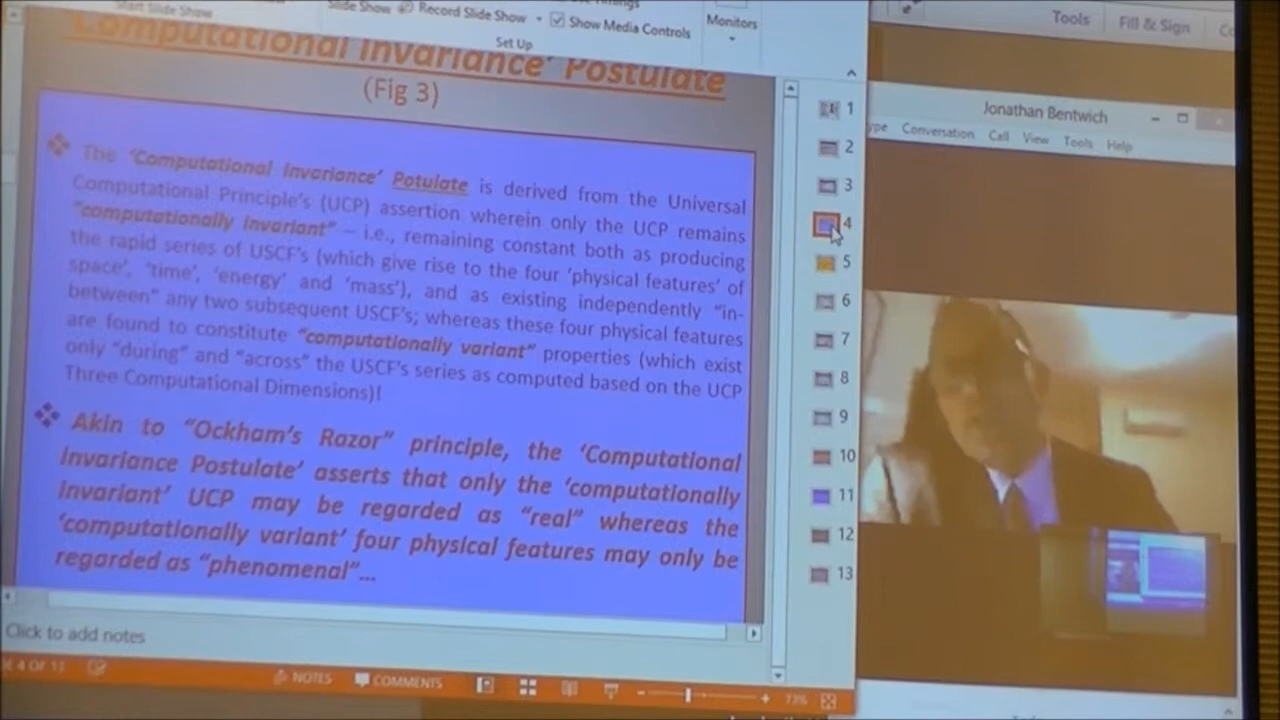 Start Slide Show
Slide Show
Record Slide Show
Timings
Show Media Controls
Set Up
Monitors
Tools
Fill & Sign
Computational Invariance' Postulate
(Fig 3)
The 'Computational Invariance' Potulate is derived from the Universal
Computational Principle's (UCP) assertion wherein only the UCP remains
"computationally invariant" – i.e., remaining constant both as producing
the rapid series of USCF's (which give rise to the four 'physical features' of
space', 'time', 'energy' and 'mass'), and as existing independently "in-
between" any two subsequent USCF's; whereas these four physical features
are found to constitute "computationally variant" properties (which exist
only "during" and "across" the USCF's series as computed based on the UCP
Three Computational Dimensions)!
Akin to "Ockham's Razor" principle, the 'Computational
Invariance Postulate' asserts that only the 'computationally
invariant' UCP may be regarded as "real" whereas the
'computationally variant' four physical features may only be
regarded as "phenomenal"...
1
2
3
4
5
6
7
8
9
10
11
12
13
Jonathan Bentwich
Conversation Call View Tools Help
Click to add notes
4 OF 13
NOTES
COMMENTS
73%